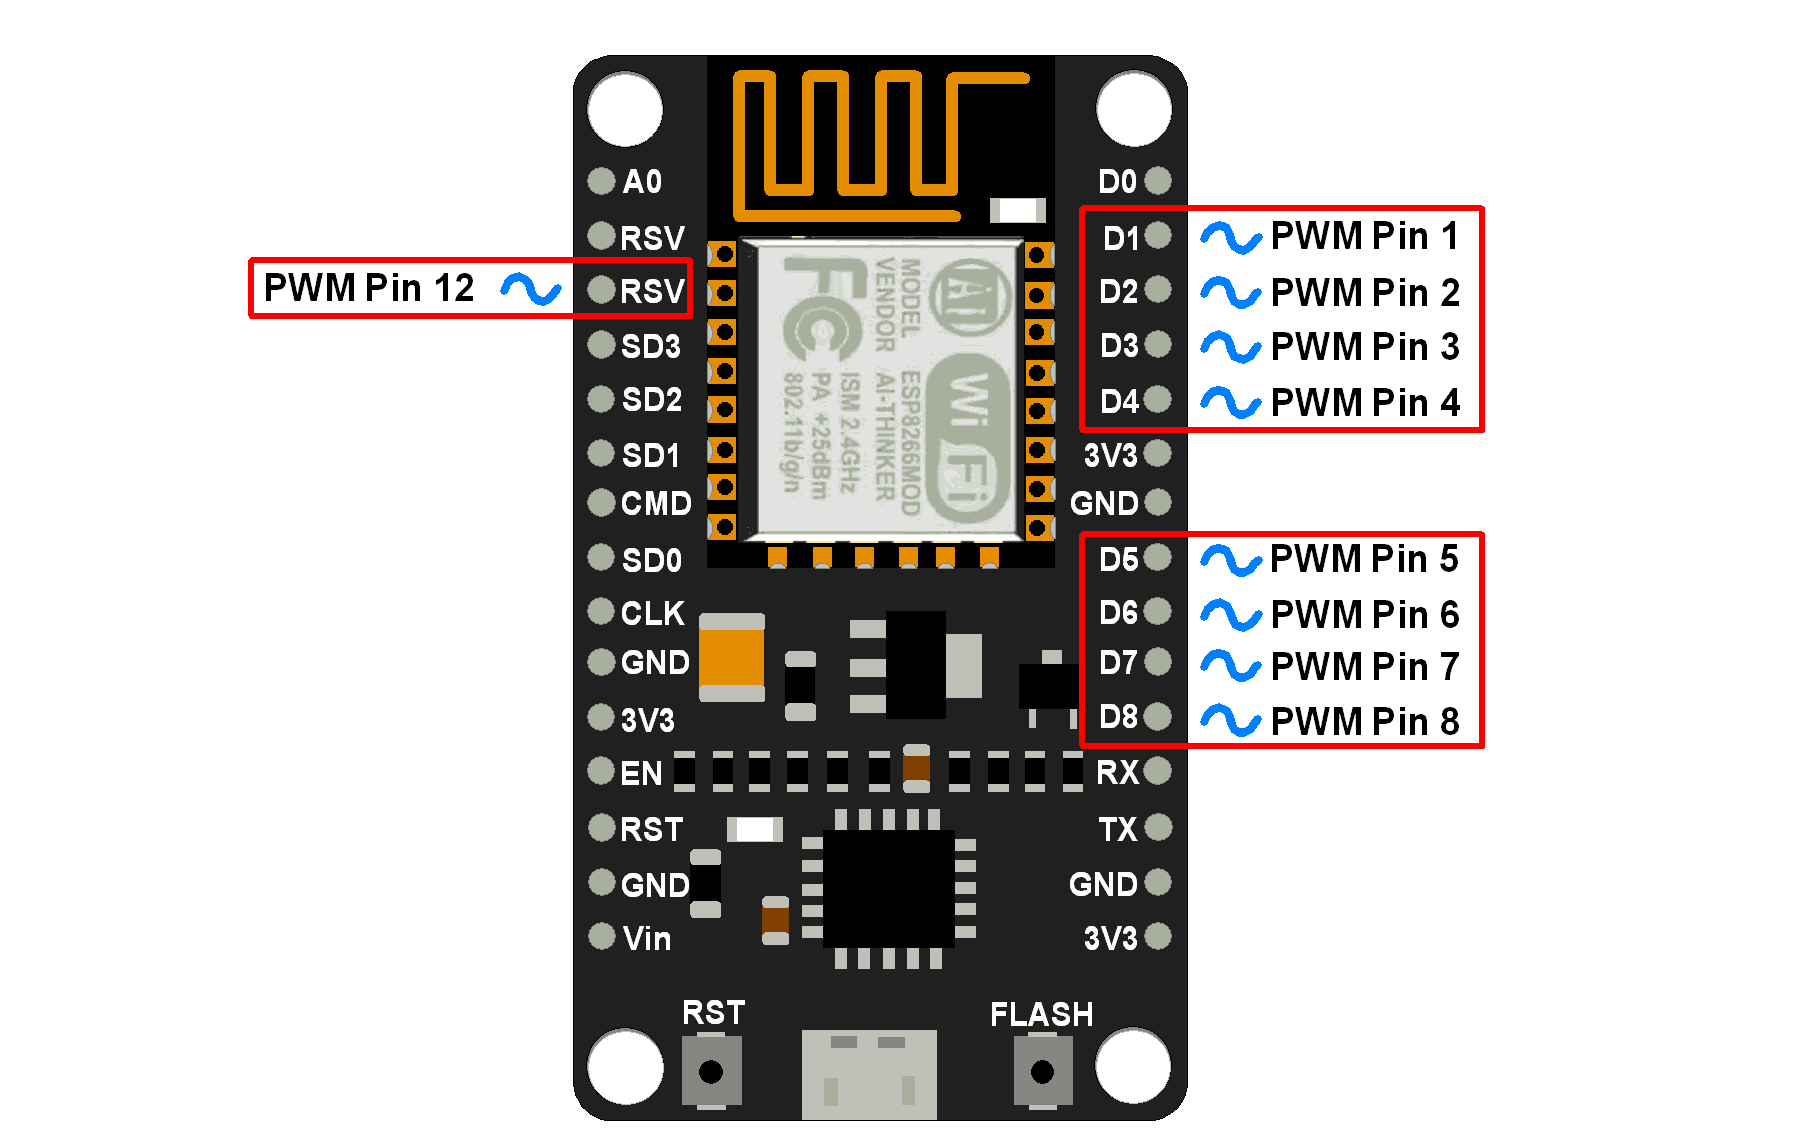 A0
RSV
PWM Pin 12 RSV
SD3
SD2
SD1
CMD
SD0
CLK
GND
3V3
EN
RST
GND
Vin
FC
MODEL ESP8266MOD
VENDOR AI-THINKER
ISM 2.4GHz
PA +25dBm
802.11b/g/n
Wi Fi
D0
D1 PWM Pin 1
D2 PWM Pin 2
D3 PWM Pin 3
D4 PWM Pin 4
3V3
GND
D5 PWM Pin 5
D6 PWM Pin 6
D7 PWM Pin 7
D8 PWM Pin 8
RX
TX
GND
3V3
RST
FLASH